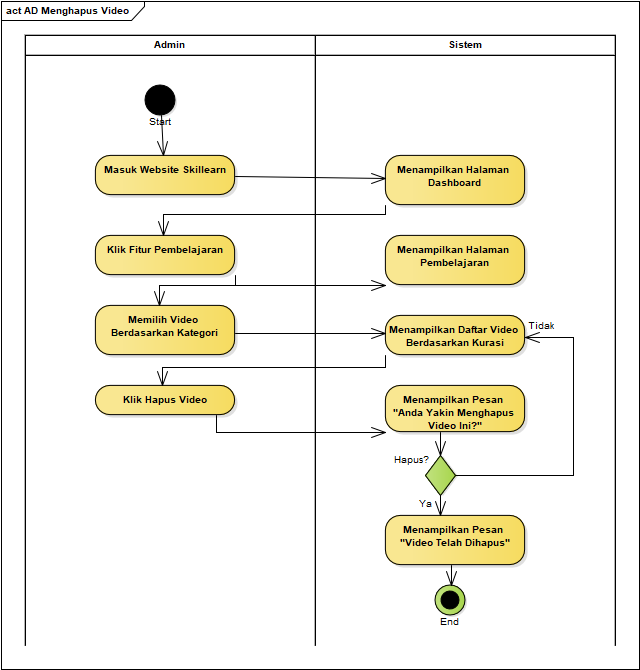 act AD Menghapus Video
Admin
Sistem
Start
Masuk Website Skillearn
Menampilkan Halaman
Dashboard
Klik Fitur Pembelajaran
Menampilkan Halaman
Pembelajaran
Memilih Video
Berdasarkan Kategori
Menampilkan Daftar Video
Berdasarkan Kurasi
Tidak
Klik Hapus Video
Menampilkan Pesan
"Anda Yakin Menghapus
Video Ini?"
Hapus?
Ya
Menampilkan Pesan
"Video Telah Dihapus"
End